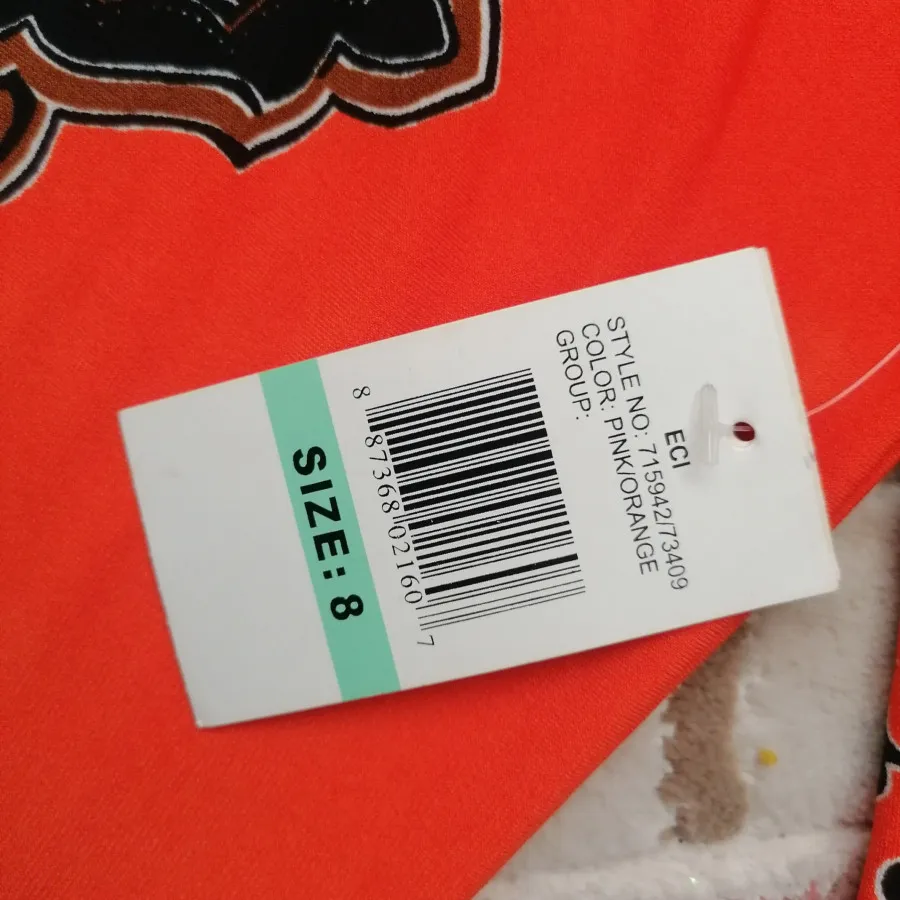 ECI
STYLE NO: 715942/73409
COLOR: PINK/ORANGE
GROUP:
8 87368 02160 7
SIZE: 8